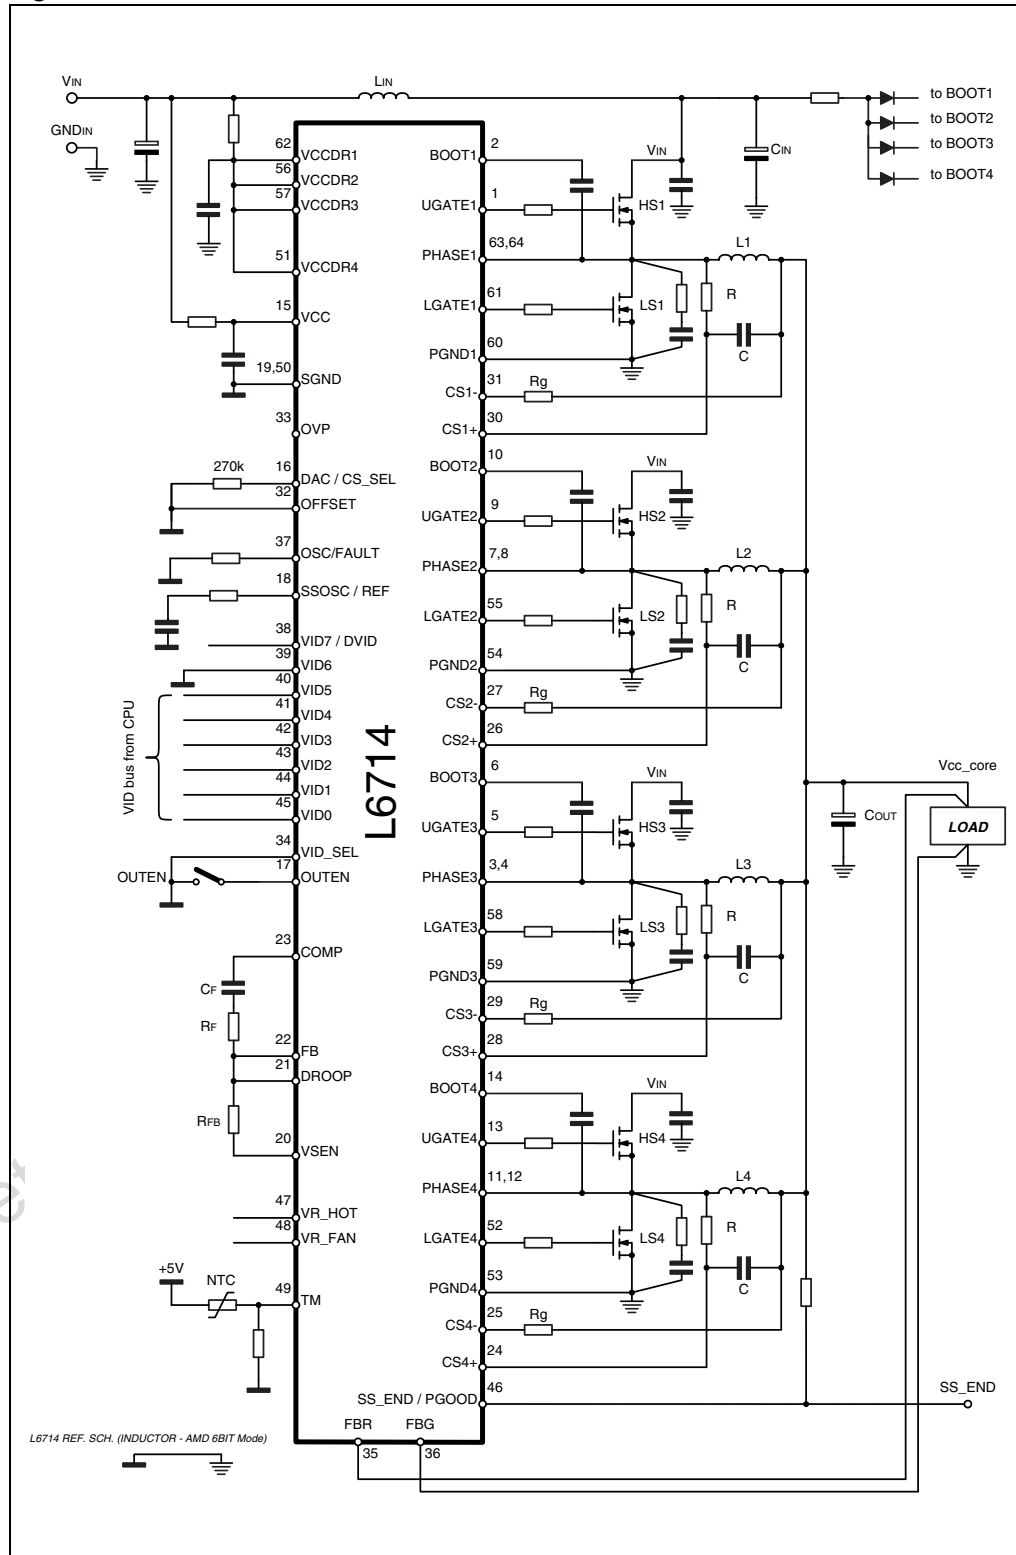 VIN
LIN
to BOOT1
to BOOT2
to BOOT3
to BOOT4
GNDIN
CIN
L6714
62 VCCDR1
56 VCCDR2
57 VCCDR3
51 VCCDR4
15 VCC
19,50 SGND
33 OVP
270k 16 DAC / CS_SEL
32 OFFSET
37 OSC/FAULT
18 SSOSC / REF
38 VID7 / DVID
39 VID6
40 VID5
41 VID4
42 VID3
43 VID2
44 VID1
45 VID0
VID bus from CPU
34 VID_SEL
OUTEN 17 OUTEN
23 COMP
CF
RF
22 FB
21 DROOP
RFB
20 VSEN
47 VR_HOT
48 VR_FAN
+5V
NTC
49 TM
BOOT1 2
VIN
UGATE1 1
HS1
PHASE1 63,64
L1
LGATE1 61
LS1
R
C
PGND1 60
CS1- 31 Rg
CS1+ 30
BOOT2 10
VIN
UGATE2 9
HS2
PHASE2 7,8
L2
LGATE2 55
LS2
R
C
PGND2 54
CS2- 27 Rg
CS2+ 26
BOOT3 6
VIN
UGATE3 5
HS3
PHASE3 3,4
L3
LGATE3 58
LS3
R
C
PGND3 59
CS3- 29 Rg
CS3+ 28
BOOT4 14
VIN
UGATE4 13
HS4
PHASE4 11,12
L4
LGATE4 52
LS4
R
C
PGND4 53
CS4- 25 Rg
CS4+ 24
SS_END / PGOOD 46
SS_END
Vcc_core
COUT
LOAD
FBR FBG
35 36
L6714 REF. SCH. (INDUCTOR - AMD 6BIT Mode)